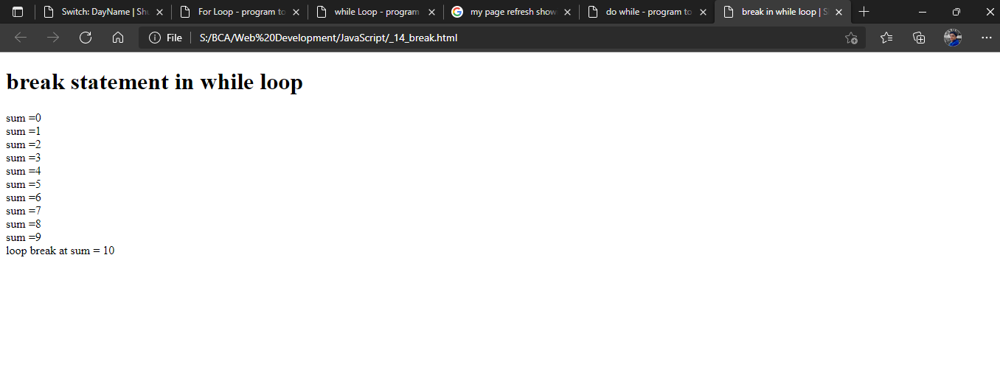 Switch: DayName | Sh
For Loop - program to
while Loop - program
my page refresh show
do while - program to
break in while loop | S
File
S:/BCA/Web%20Development/JavaScript/_14_break.html
break statement in while loop
sum =0
sum =1
sum =2
sum =3
sum =4
sum =5
sum =6
sum =7
sum =8
sum =9
loop break at sum = 10